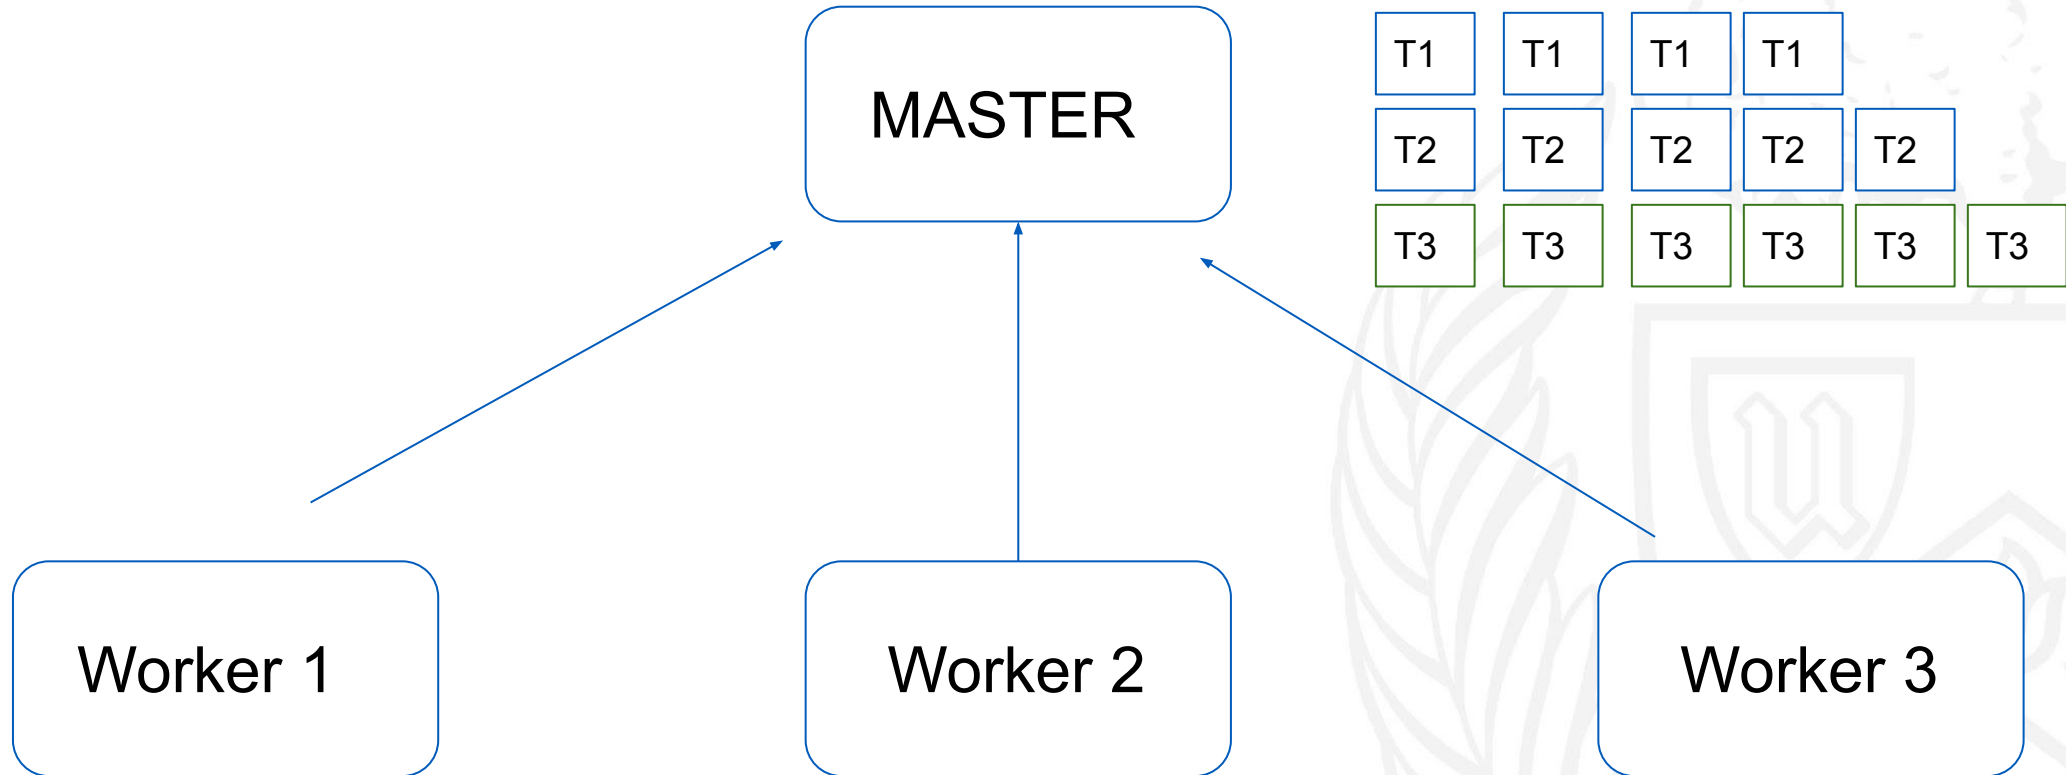 MASTER
T1 T1 T1 T1
T2 T2 T2 T2 T2
T3 T3 T3 T3 T3 T3
Worker 1
Worker 2
Worker 3